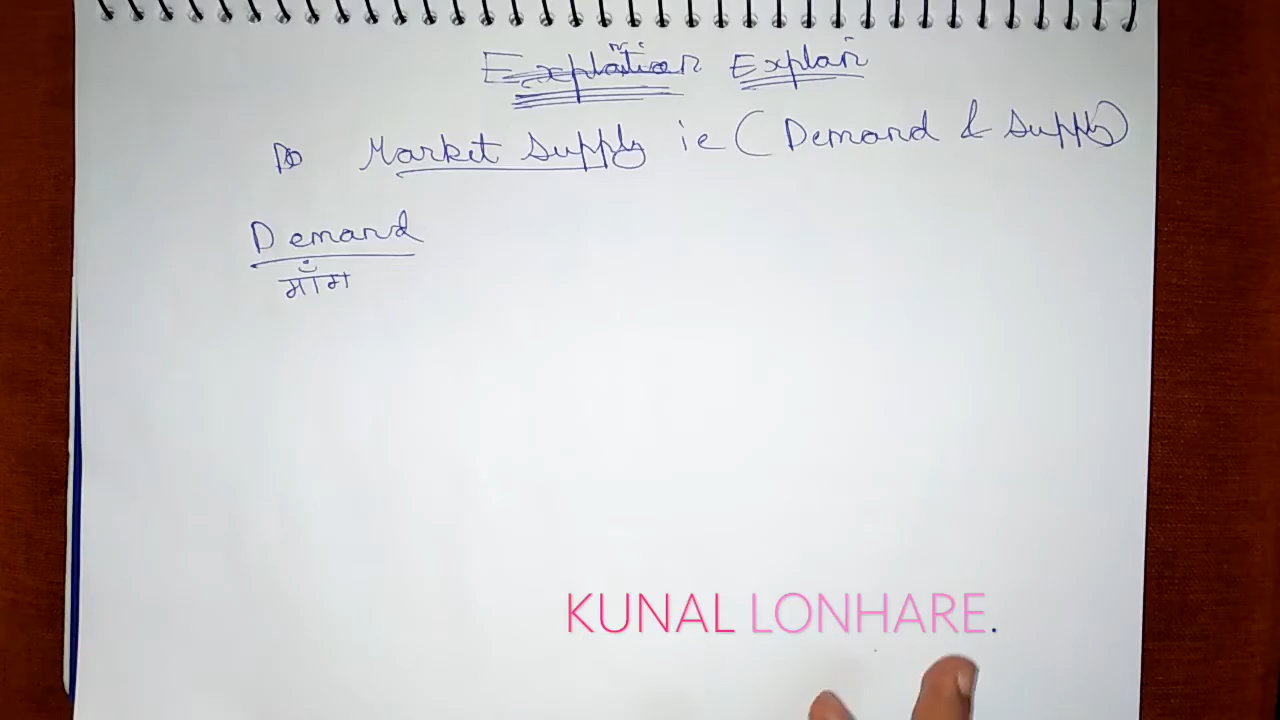 Explain
Market Supply ie (Demand & Supply)
Demand
माँग
KUNAL LONHARE.